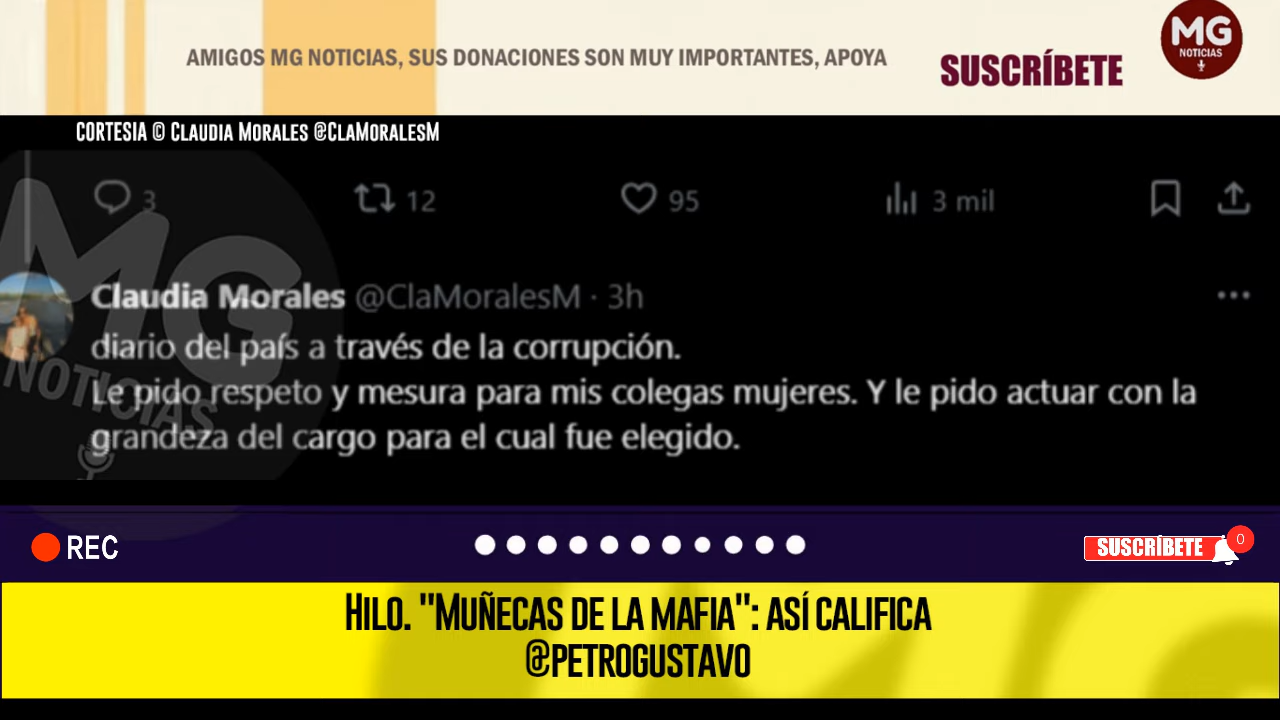 AMIGOS MG NOTICIAS, SUS DONACIONES SON MUY IMPORTANTES, APOYA
SUSCRÍBETE
MG
NOTICIAS
CORTESIA © CLAUDIA MORALES @CLAMORALESM
3
12
95
3 mil
Claudia Morales @ClaMoralesM · 3h
diario del país a través de la corrupción.
Le pido respeto y mesura para mis colegas mujeres. Y le pido actuar con la
grandeza del cargo para el cual fue elegido.
MG
NOTICIAS
REC
SUSCRÍBETE
0
HILO. "MUÑECAS DE LA MAFIA": ASÍ CALIFICA
@PETROGUSTAVO